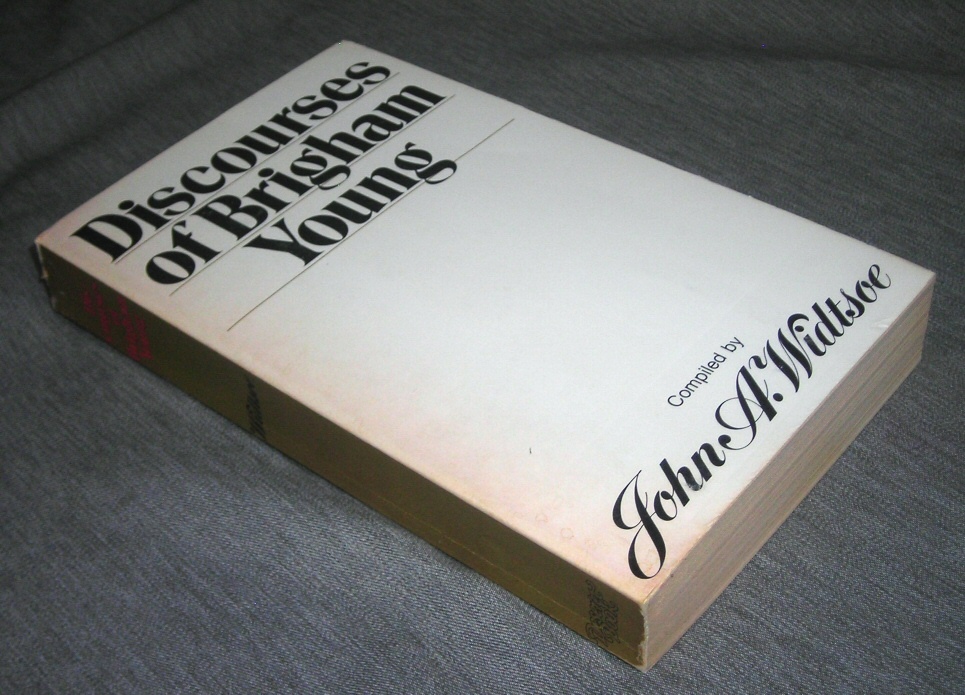 Discourses
of Brigham
Young
Compiled by
John A. Widtsoe